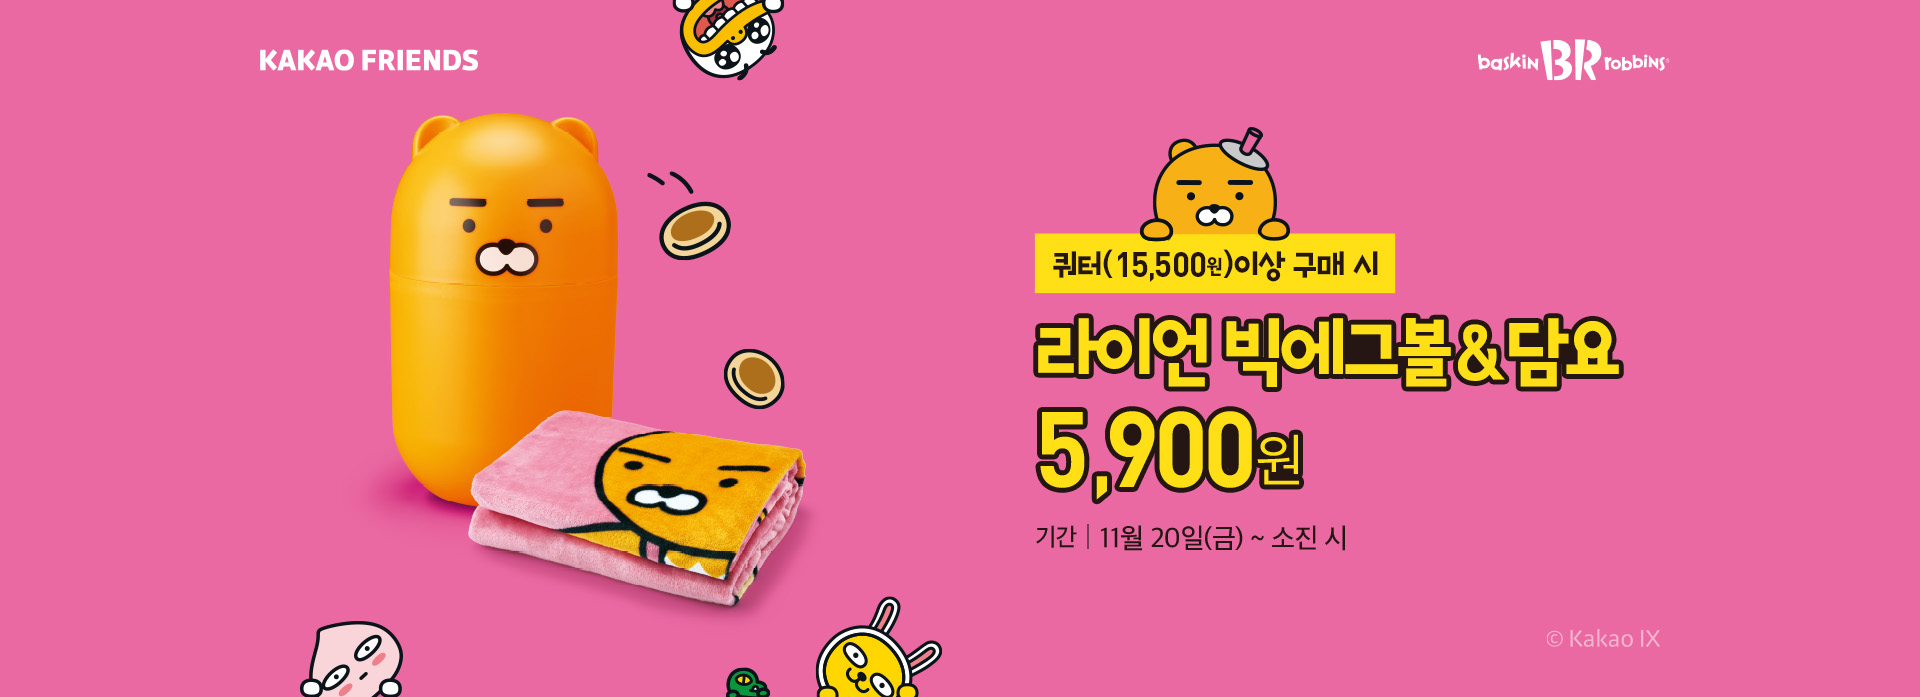 KAKAO FRIENDS
baskin BR robbins
쿼터(15,500원)이상 구매 시
라이언 빅에그볼&담요
5,900원
기간 | 11월 20일(금) ~ 소진 시
© Kakao IX